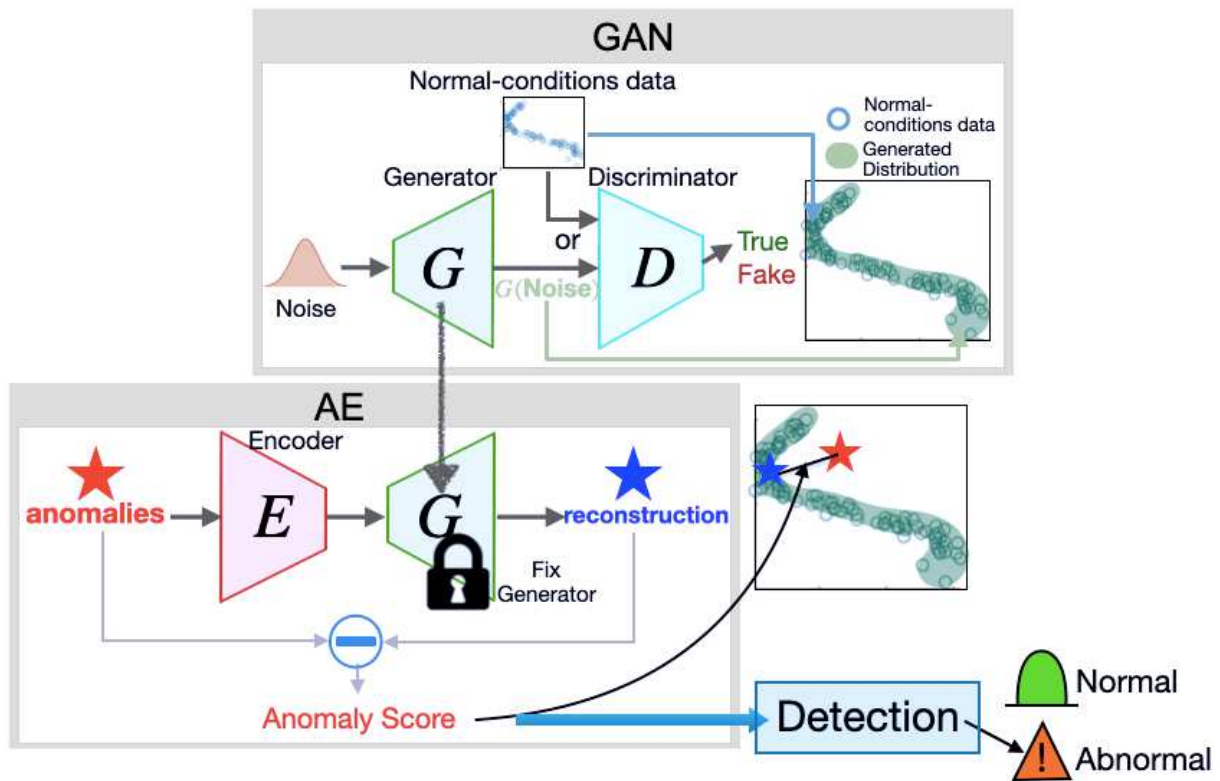 GAN
Normal-conditions data
Normal-
conditions data
Generated
Distribution
Generator
Discriminator
G
or
D
True
Fake
G(Noise)
Noise
AE
Encoder
anomalies
E
G
reconstruction
Fix
Generator
Anomaly Score
Detection
Normal
!
Abnormal